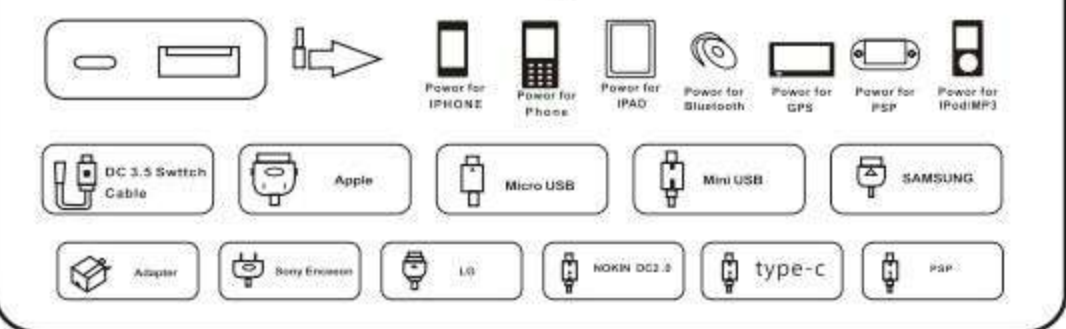 Power for
IPHONE
Power for
Phone
Power for
IPAD
Power for
Bluetooth
Power for
GPS
Power for
PSP
Power for
IPod/MP3
DC 3.5 Swttch
Cable
Apple
Micro USB
Mini USB
SAMSUNG
Adapter
Sony Encsson
LG
NOKIN DC2.0
type-c
PSP